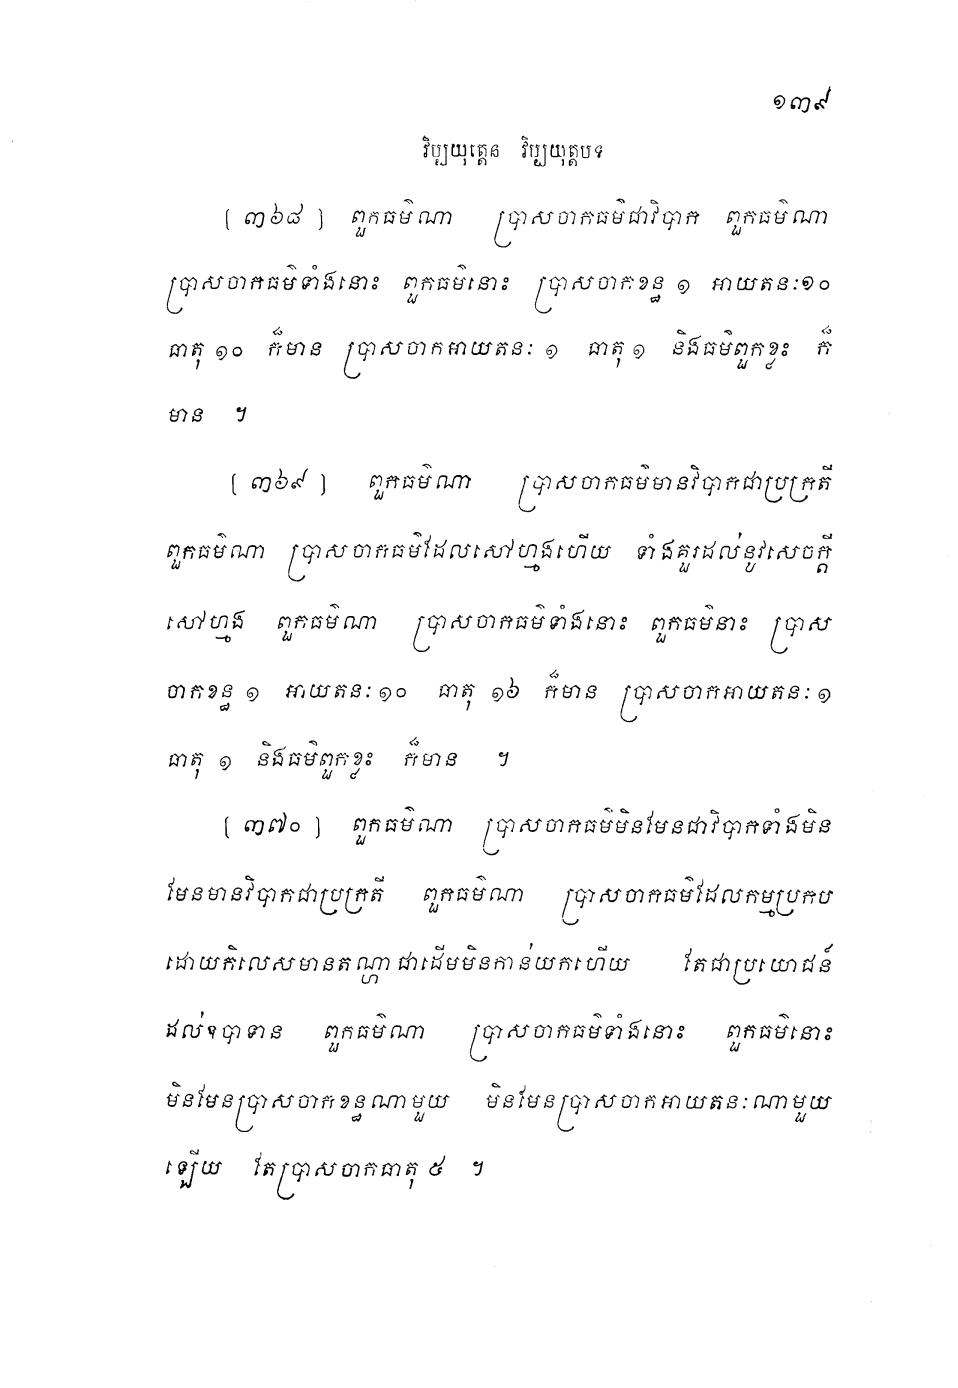 ១៣៩
វិប្បយុត្តេន វិប្បយុត្តបទ
[ ៣៦៨ ] ពួកធម៌ណា ប្រាសចាកធម៌ជាវិបាក ពួកធម៌ណា
ប្រាសចាកធម៌ទាំងនោះ ពួកធម៌នោះ ប្រាសចាកខន្ធ ១ អាយតនៈ១០
ធាតុ ១០ ក៏មាន ប្រាសចាកអាយតនៈ ១ ធាតុ ១ និងធម៌ពួកខ្លះ ក៏
មាន ។
[ ៣៦៩ ] ពួកធម៌ណា ប្រាសចាកធម៌មានវិបាកជាប្រក្រតី
ពួកធម៌ណា ប្រាសចាកធម៌ដែលសៅហ្មងហើយ ទាំងគួរដល់នូវសេចក្តី
សៅហ្មង ពួកធម៌ណា ប្រាសចាកធម៌ទាំងនោះ ពួកធម៌នាះ ប្រាស
ចាកខន្ធ ១ អាយតនៈ ១០ ធាតុ ១៦ ក៏មាន ប្រាសចាកអាយតនៈ ១
ធាតុ ១ និងធម៌ពួកខ្លះ ក៏មាន ។
[ ៣៧០ ] ពួកធម៌ណា ប្រាសចាកធម៌មិនមែនជាវិបាកទាំងមិន
មែនមានវិបាកជាប្រក្រតី ពួកធម៌ណា ប្រាសចាកធម៌ដែលកម្មប្រកប
ដោយកិលេសមានតណ្ហា ជាដើមមិនកាន់យកហើយ តែជាប្រយោជន៍
ដល់ឧបាទាន ពួកធម៌ណា ប្រាសចាកធម៌ទាំងនោះ ពួកធម៌នោះ
មិនមែនប្រាសចាកខន្ធណាមួយ មិនមែនប្រាសចាកអាយតនៈណាមួយ
ឡើយ តែប្រាសចាកធាតុ ៥ ។